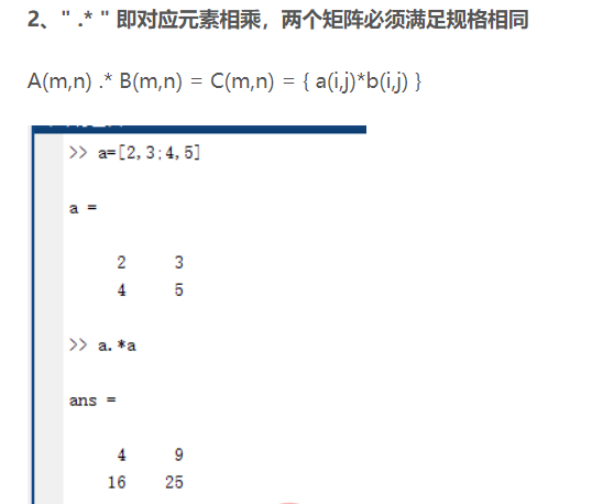 2、" .* " 即对应元素相乘，两个矩阵必须满足规格相同
A(m,n) .* B(m,n) = C(m,n) = { a(i,j)*b(i,j) }
>> a=[2,3;4,5]
a =
2 3
4 5
>> a.*a
ans =
4 9
16 25